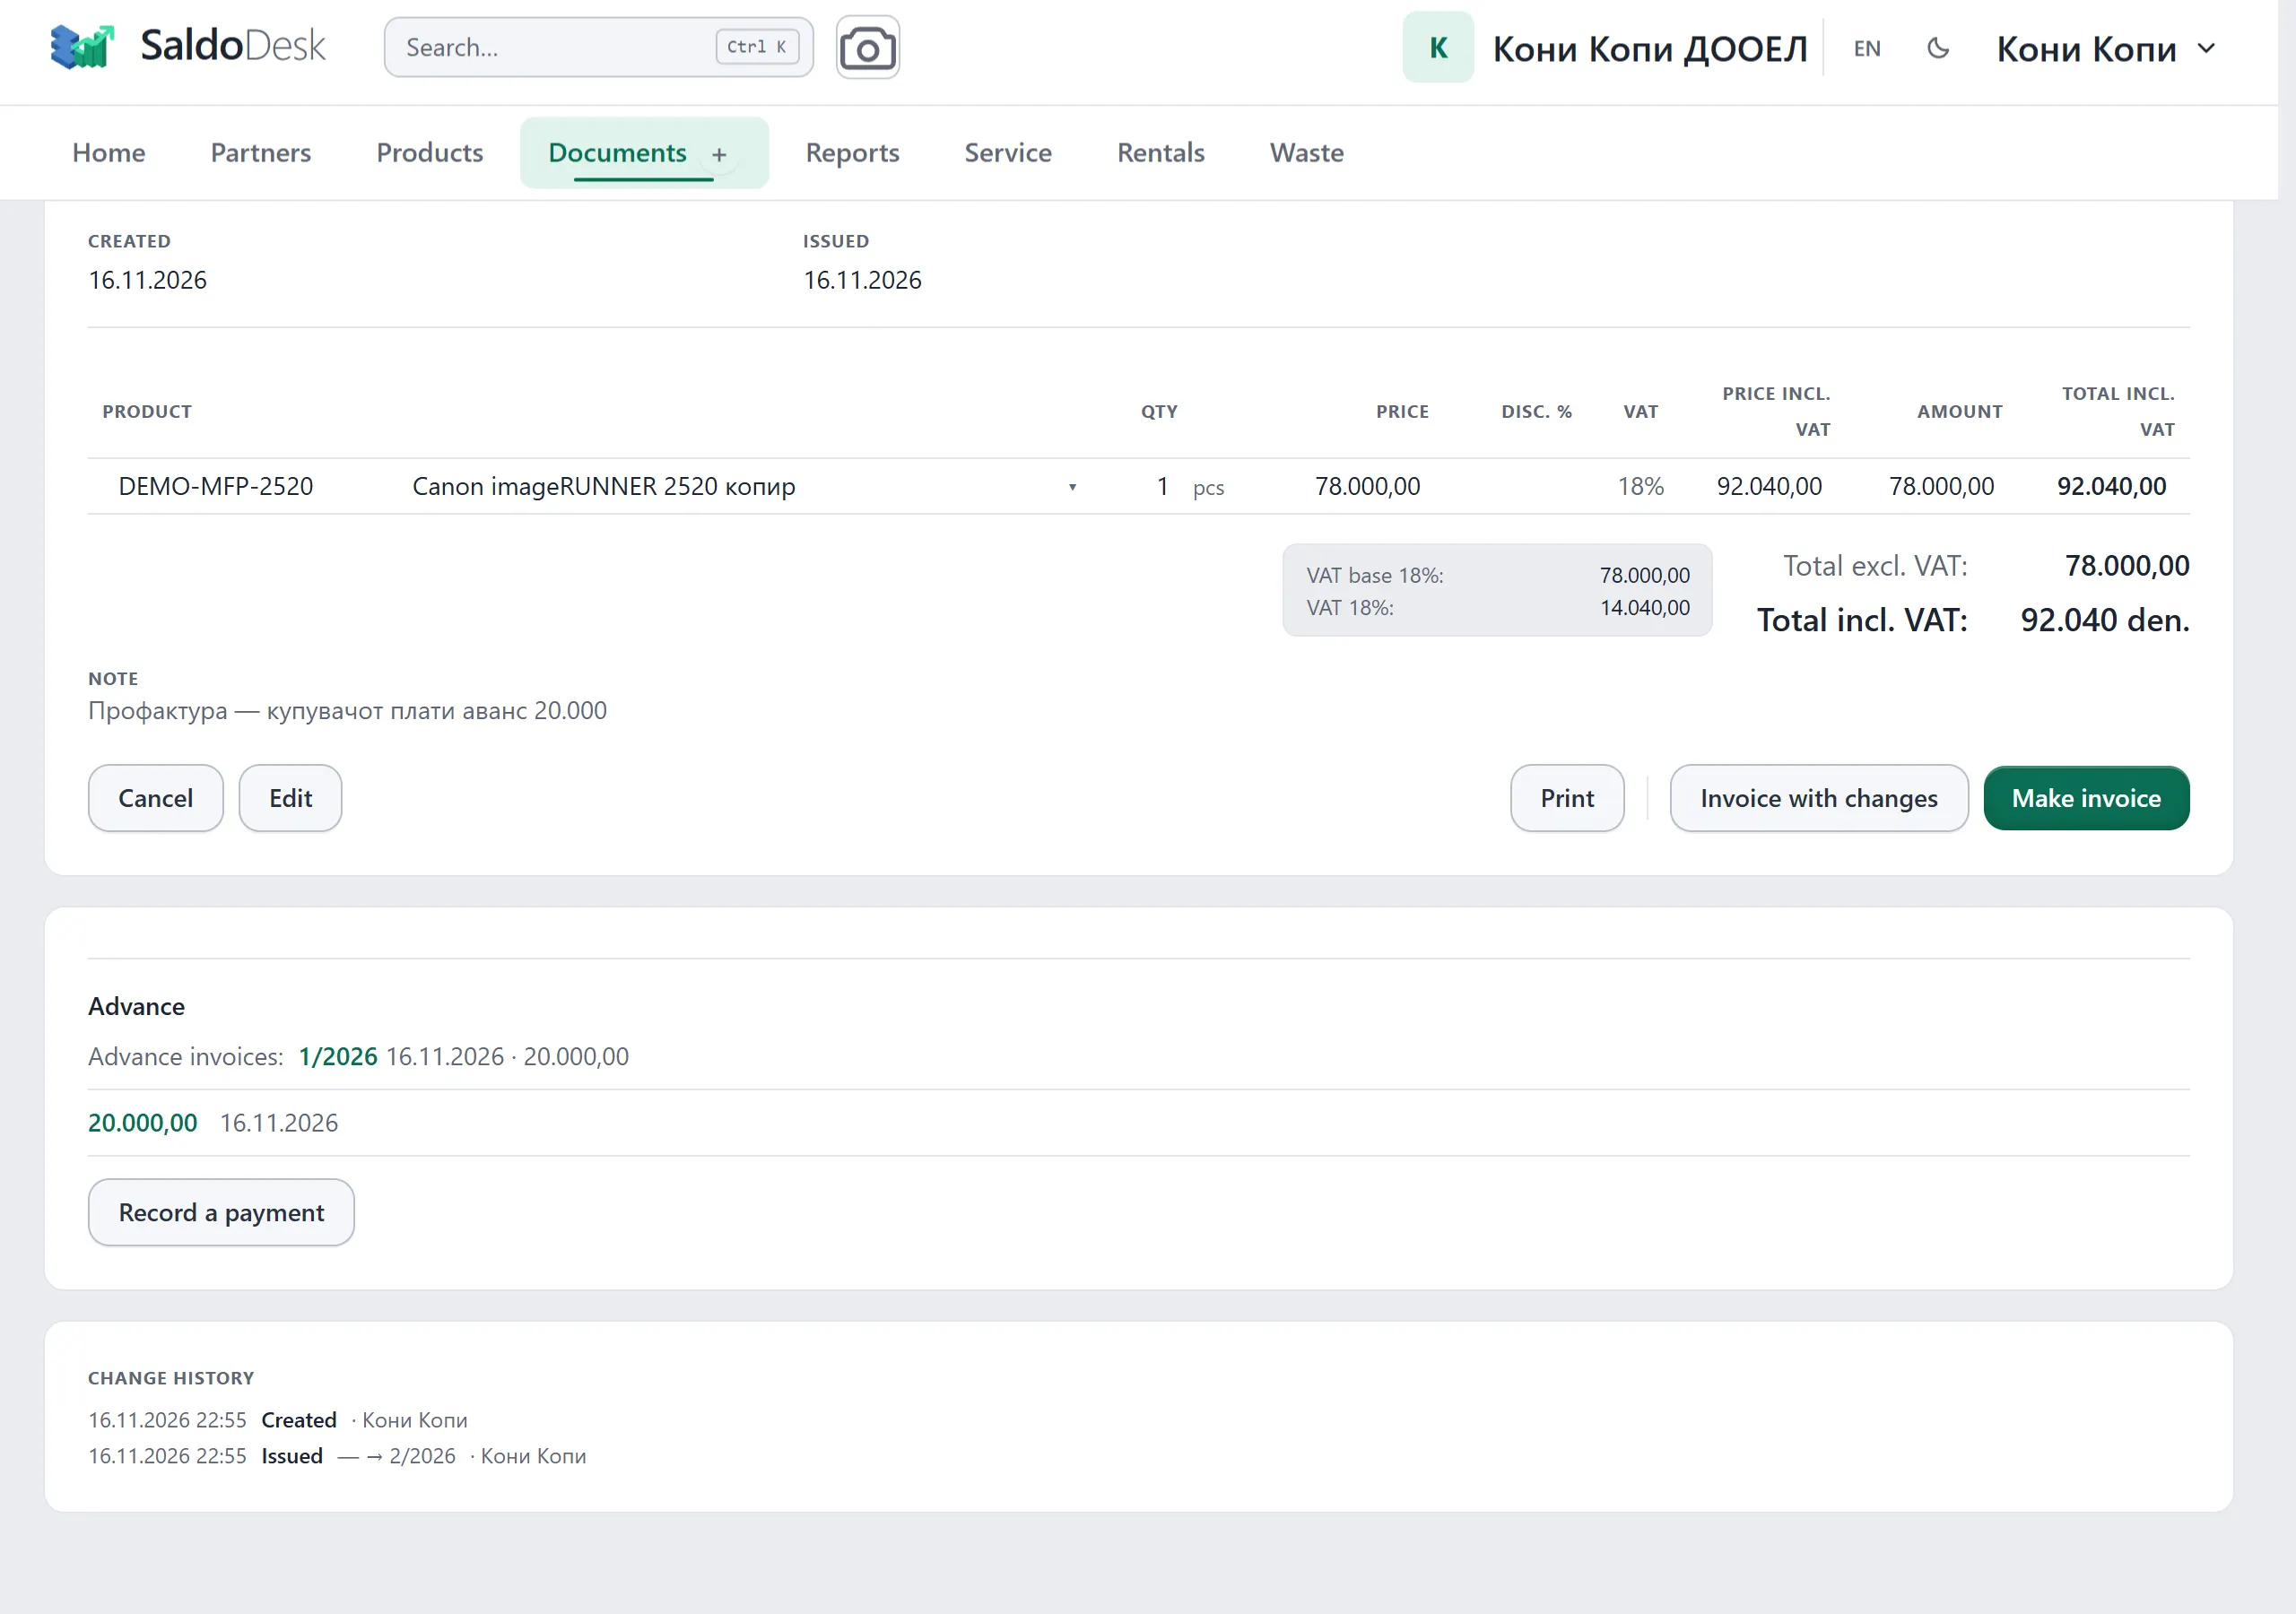 SaldoDesk
Search... Ctrl K
K Кони Копи ДООЕЛ EN Кони Копи
Home Partners Products Documents + Reports Service Rentals Waste
CREATED ISSUED
16.11.2026 16.11.2026
PRODUCT QTY PRICE DISC. % VAT PRICE INCL. VAT AMOUNT TOTAL INCL. VAT
DEMO-MFP-2520 Canon imageRUNNER 2520 копир 1 pcs 78.000,00 18% 92.040,00 78.000,00 92.040,00
VAT base 18%: 78.000,00
VAT 18%: 14.040,00
Total excl. VAT: 78.000,00
Total incl. VAT: 92.040 den.
NOTE
Профактура — купувачот плати аванс 20.000
Cancel Edit Print Invoice with changes Make invoice
Advance
Advance invoices: 1/2026 16.11.2026 · 20.000,00
20.000,00 16.11.2026
Record a payment
CHANGE HISTORY
16.11.2026 22:55 Created · Кони Копи
16.11.2026 22:55 Issued — → 2/2026 · Кони Копи